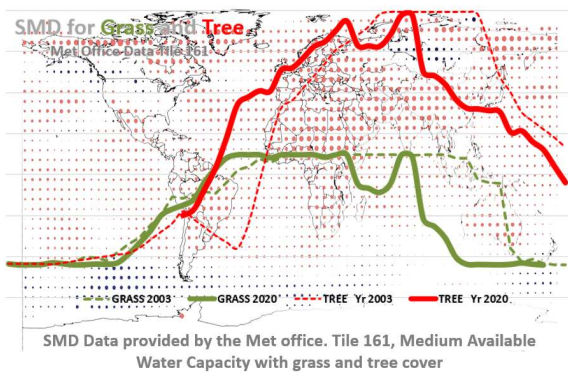 SMD for Grass and Tree
Met Office Data Tile 161
GRASS 2003 GRASS 2020 TREE Yr 2003 TREE Yr 2020
SMD Data provided by the Met office. Tile 161, Medium Available
Water Capacity with grass and tree cover